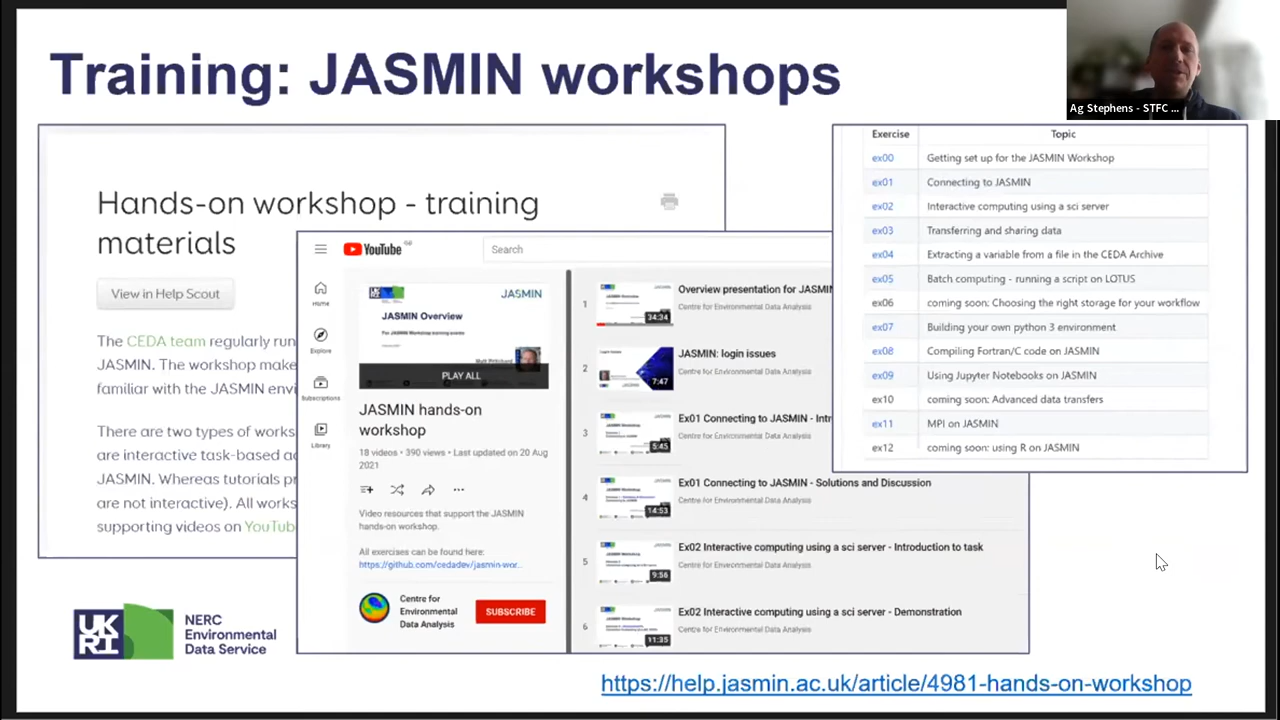 Training: JASMIN workshops
Ag Stephens - STFC ...
Hands-on workshop - training
materials
View in Help Scout
The CEDA team regularly run
JASMIN. The workshop make
familiar with the JASMIN envi
There are two types of works
are interactive task-based ac
JASMIN. Whereas tutorials pr
are not interactive). All works
supporting videos on YouTub
YouTube GB
Search
Home
Explore
Subscriptions
Library
JASMIN
JASMIN Overview
For JASMIN Workshop training events
Matt Pritchard
PLAY ALL
JASMIN hands-on
workshop
18 videos • 390 views • Last updated on 20 Aug
2021
Video resources that support the JASMIN
hands-on workshop.
All exercises can be found here:
https://github.com/cedadev/jasmin-wor...
Centre for
Environmental
Data Analysis
SUBSCRIBE
1
34:34
Overview presentation for JASMIN
Centre for Environmental Data Analysis
2
7:47
JASMIN: login issues
Centre for Environmental Data Analysis
3
5:45
Ex01 Connecting to JASMIN - Intr
Centre for Environmental Data Analysis
4
14:53
Ex01 Connecting to JASMIN - Solutions and Discussion
Centre for Environmental Data Analysis
5
9:56
Ex02 Interactive computing using a sci server - Introduction to task
Centre for Environmental Data Analysis
6
11:35
Ex02 Interactive computing using a sci server - Demonstration
Centre for Environmental Data Analysis
Exercise Topic
ex00 Getting set up for the JASMIN Workshop
ex01 Connecting to JASMIN
ex02 Interactive computing using a sci server
ex03 Transferring and sharing data
ex04 Extracting a variable from a file in the CEDA Archive
ex05 Batch computing - running a script on LOTUS
ex06 coming soon: Choosing the right storage for your workflow
ex07 Building your own python 3 environment
ex08 Compiling Fortran/C code on JASMIN
ex09 Using Jupyter Notebooks on JASMIN
ex10 coming soon: Advanced data transfers
ex11 MPI on JASMIN
ex12 coming soon: using R on JASMIN
UKRI
NERC
Environmental
Data Service
https://help.jasmin.ac.uk/article/4981-hands-on-workshop